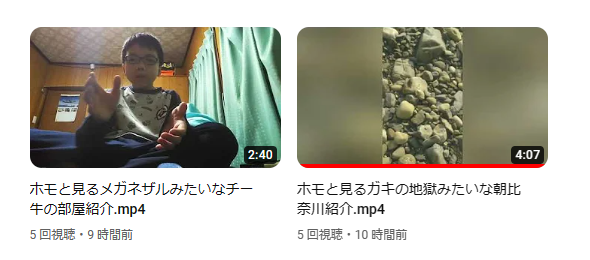 2:40
4:07
ホモと見るメガネザルみたいなチー
牛の部屋紹介.mp4
5 回視聴・9 時間前
ホモと見るガキの地獄みたいな朝比
奈川紹介.mp4
5 回視聴・10 時間前